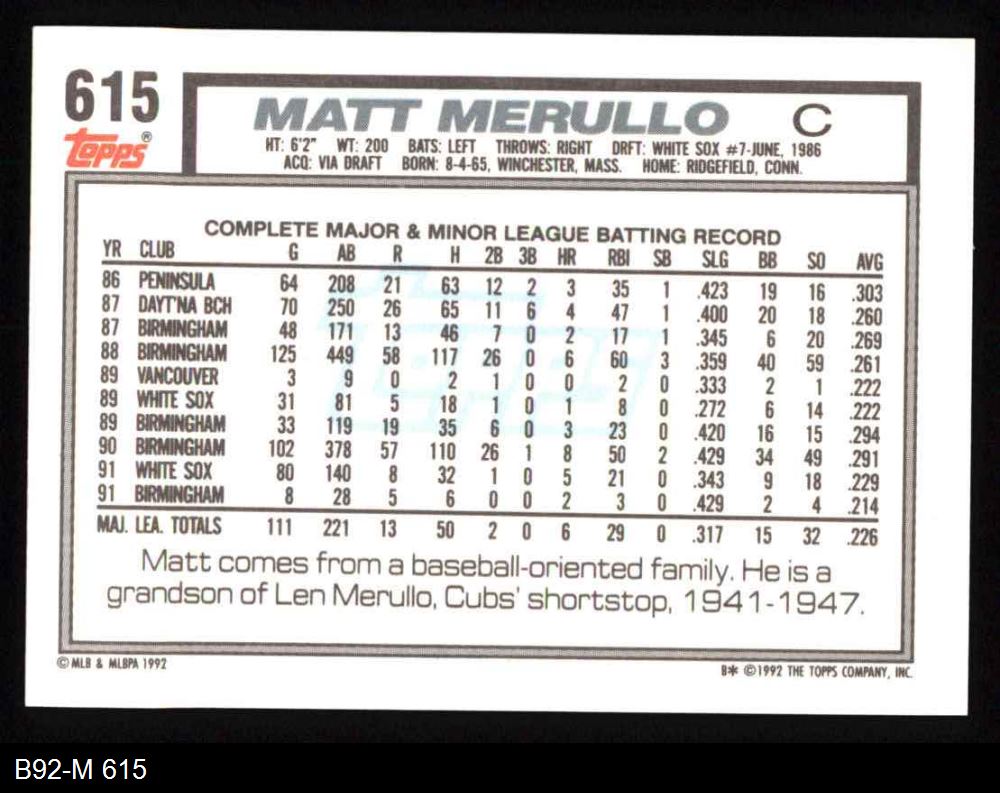 615
Topps®
MATT MERULLO C
HT: 6'2" WT: 200 BATS: LEFT THROWS: RIGHT DRFT: WHITE SOX #7-JUNE, 1986
ACQ: VIA DRAFT BORN: 8-4-65, WINCHESTER, MASS. HOME: RIDGEFIELD, CONN.
COMPLETE MAJOR & MINOR LEAGUE BATTING RECORD
YR CLUB G AB R H 2B 3B HR RBI SB SLG BB SO AVG
86 PENINSULA 64 208 21 63 12 2 3 35 1 .423 19 16 .303
87 DAYT'NA BCH 70 250 26 65 11 6 4 47 1 .400 20 18 .260
87 BIRMINGHAM 48 171 13 46 7 0 2 17 1 .345 6 20 .269
88 BIRMINGHAM 125 449 58 117 26 0 6 60 3 .359 40 59 .261
89 VANCOUVER 3 9 0 2 1 0 0 2 0 .333 2 1 .222
89 WHITE SOX 31 81 5 18 1 0 1 8 0 .272 6 14 .222
89 BIRMINGHAM 33 119 19 35 6 0 3 23 0 .420 16 15 .294
90 BIRMINGHAM 102 378 57 110 26 1 8 50 2 .429 34 49 .291
91 WHITE SOX 80 140 8 32 1 0 5 21 0 .343 9 18 .229
91 BIRMINGHAM 8 28 5 6 0 0 2 3 0 .429 2 4 .214
MAJ. LEA. TOTALS 111 221 13 50 2 0 6 29 0 .317 15 32 .226
Matt comes from a baseball-oriented family. He is a
grandson of Len Merullo, Cubs' shortstop, 1941-1947.
© MLB & MLBPA 1992
B* © 1992 THE TOPPS COMPANY, INC.
B92-M 615